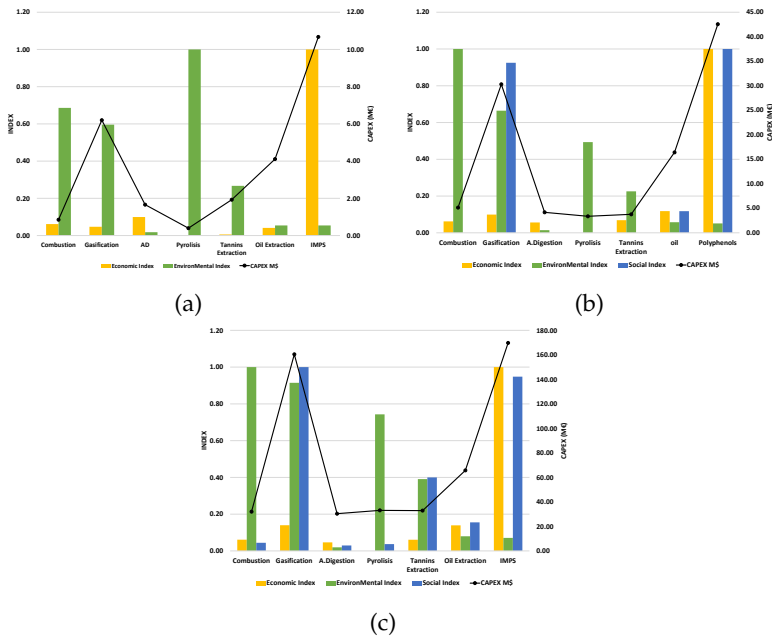 1.20 12.00
1.00 10.00
0.80 8.00
0.60 6.00
0.40 4.00
0.20 2.00
0.00 0.00
INDEX
CAPEX (M€)
Combustion Gasification AD Pyrolisis Tannins Extraction Oil Extraction IMPS
Economic Index EnvironMental Index CAPEX M$
(a)
1.20 45.00
40.00
1.00 35.00
0.80 30.00
25.00
0.60 20.00
0.40 15.00
10.00
0.20 5.00
0.00 0.00
INDEX
CAPEX (M€)
Combustion Gasification A.Digestion Pyrolisis Tannins Extraction oil Polyphenols
Economic Index EnvironMental Index Social Index CAPEX M$
(b)
1.20 180.00
160.00
1.00 140.00
0.80 120.00
100.00
0.60 80.00
0.40 60.00
40.00
0.20 20.00
0.00 0.00
INDEX
CAPEX (M€)
Combustion Gasification A.Digestion Pyrolisis Tannins Extraction Oil Extraction IMPS
Economic Index EnvironMental Index Social Index CAPEX M$
(c)